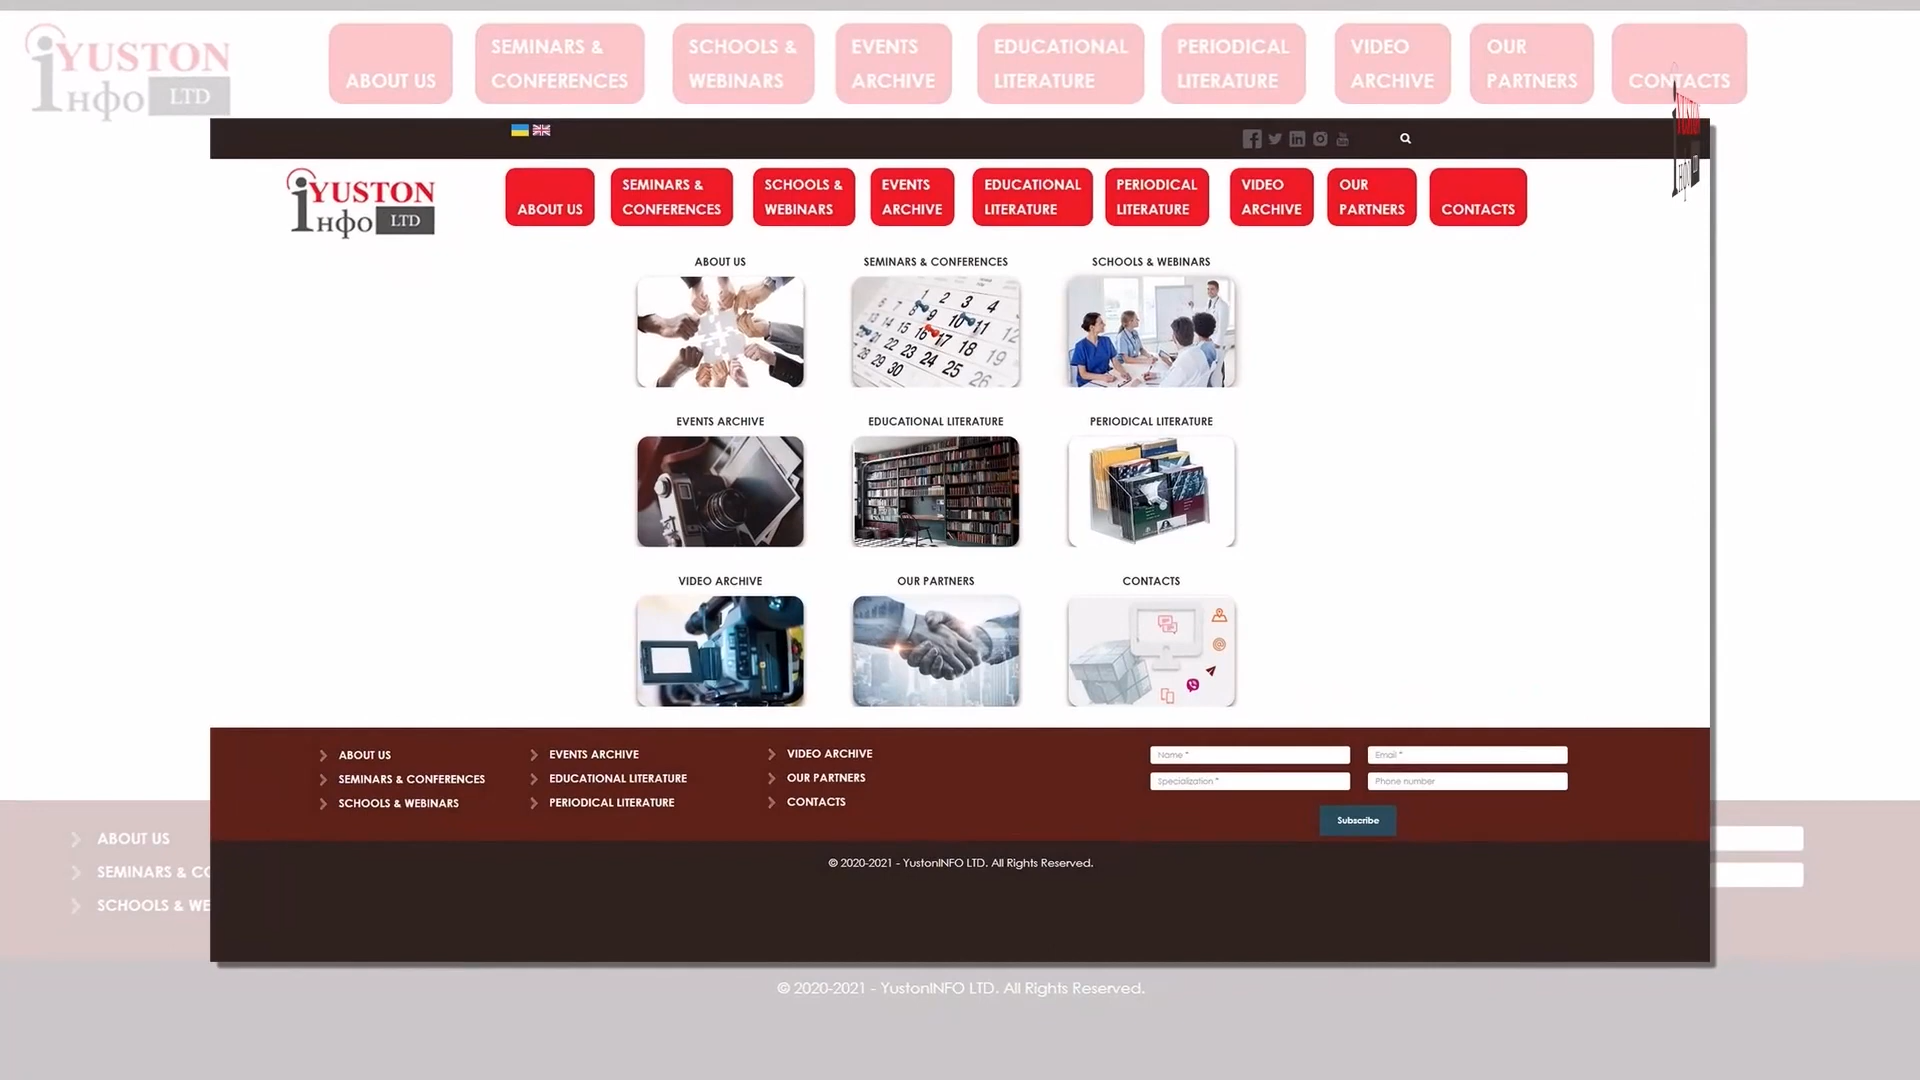 YUSTON
інфо LTD
ABOUT US
SEMINARS &
CONFERENCES
SCHOOLS &
WEBINARS
EVENTS
ARCHIVE
EDUCATIONAL
LITERATURE
PERIODICAL
LITERATURE
VIDEO
ARCHIVE
OUR
PARTNERS
CONTACTS
YUSTON
інфо LTD
ABOUT US
SEMINARS &
CONFERENCES
SCHOOLS &
WEBINARS
EVENTS
ARCHIVE
EDUCATIONAL
LITERATURE
PERIODICAL
LITERATURE
VIDEO
ARCHIVE
OUR
PARTNERS
CONTACTS
ABOUT US
SEMINARS & CONFERENCES
SCHOOLS & WEBINARS
EVENTS ARCHIVE
EDUCATIONAL LITERATURE
PERIODICAL LITERATURE
VIDEO ARCHIVE
OUR PARTNERS
CONTACTS
ABOUT US
SEMINARS & CONFERENCES
SCHOOLS & WEBINARS
EVENTS ARCHIVE
EDUCATIONAL LITERATURE
PERIODICAL LITERATURE
VIDEO ARCHIVE
OUR PARTNERS
CONTACTS
Name *
Email *
Specialization *
Phone number
Subscribe
© 2020-2021 - YustonINFO LTD. All Rights Reserved.
ABOUT US
SEMINARS & CO
SCHOOLS & WE
© 2020-2021 - YustonINFO LTD. All Rights Reserved.